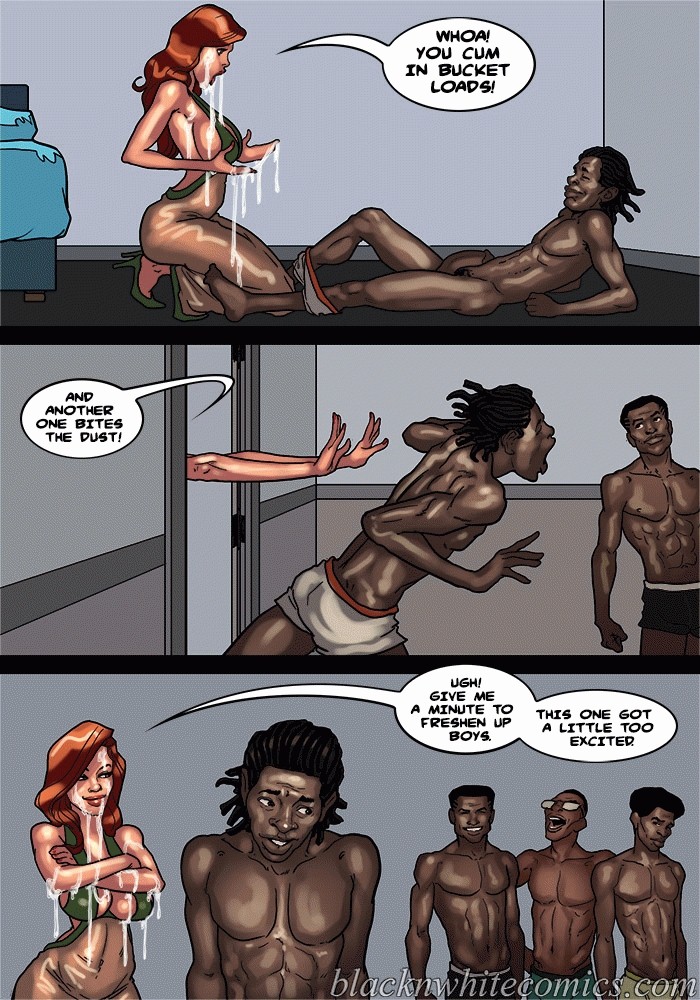 WHOA!
YOU CUM
IN BUCKET
LOADS!
AND
ANOTHER
ONE BITES
THE DUST!
UGH!
GIVE ME
A MINUTE TO
FRESHEN UP
BOYS.
THIS ONE GOT
A LITTLE TOO
EXCITED.
blacknwhitecomics.com